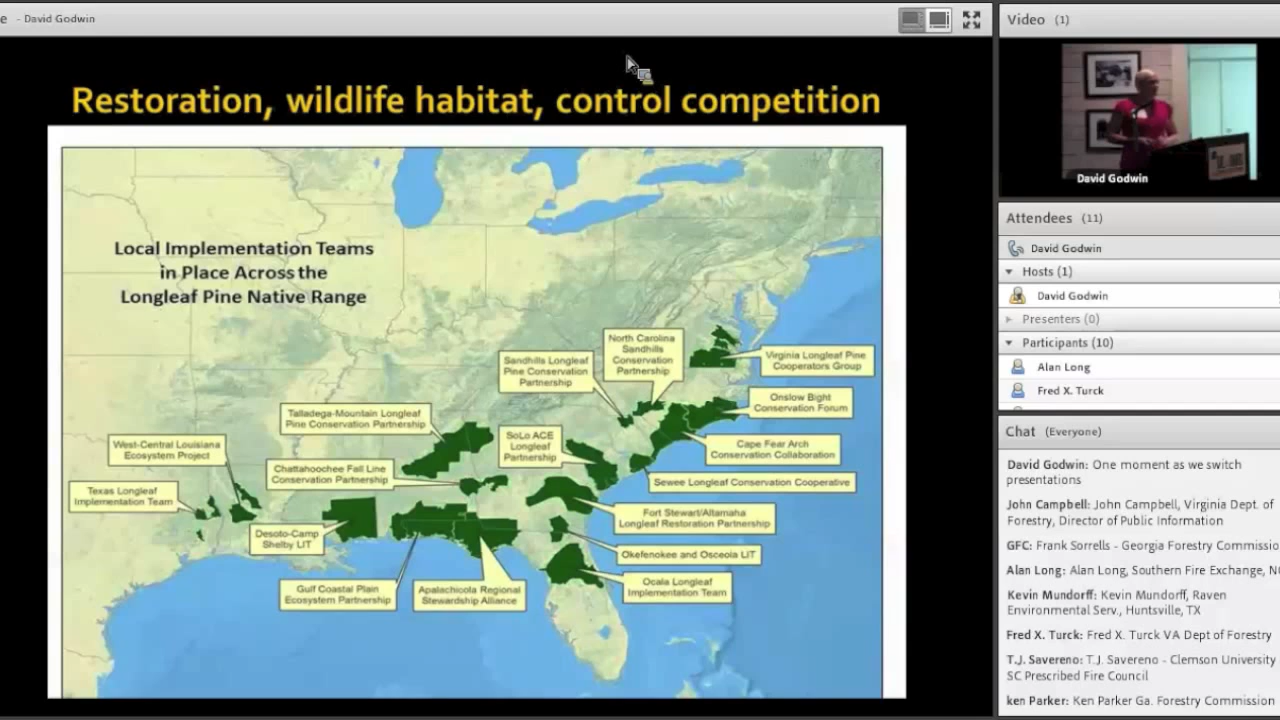 e - David Godwin
Restoration, wildlife habitat, control competition
Local Implementation Teams
in Place Across the
Longleaf Pine Native Range
North Carolina
Sandhills
Conservation
Partnership
Sandhills Longleaf
Pine Conservation
Partnership
Virginia Longleaf Pine
Cooperators Group
Onslow Bight
Conservation Forum
Talladega-Mountain Longleaf
Pine Conservation Partnership
SoLo ACE
Longleaf
Partnership
Cape Fear Arch
Conservation Collaboration
West-Central Louisiana
Ecosystem Project
Chattahoochee Fall Line
Conservation Partnership
Sewee Longleaf Conservation Cooperative
Texas Longleaf
Implementation Team
Fort Stewart/Altamaha
Longleaf Restoration Partnership
Desoto-Camp
Shelby LIT
Okefenokee and Osceola LIT
Gulf Coastal Plain
Ecosystem Partnership
Apalachicola Regional
Stewardship Alliance
Ocala Longleaf
Implementation Team
Video (1)
David Godwin
Attendees (11)
David Godwin
Hosts (1)
David Godwin
Presenters (0)
Participants (10)
Alan Long
Fred X. Turck
Chat (Everyone)
David Godwin: One moment as we switch
presentations
John Campbell: John Campbell, Virginia Dept. of
Forestry, Director of Public Information
GFC: Frank Sorrells - Georgia Forestry Commissio
Alan Long: Alan Long, Southern Fire Exchange, NC
Kevin Mundorff: Kevin Mundorff, Raven
Environmental Serv., Huntsville, TX
Fred X. Turck: Fred X. Turck VA Dept of Forestry
T.J. Savereno: T.J. Savereno - Clemson University
SC Prescribed Fire Council
ken Parker: Ken Parker Ga. Forestry Commission